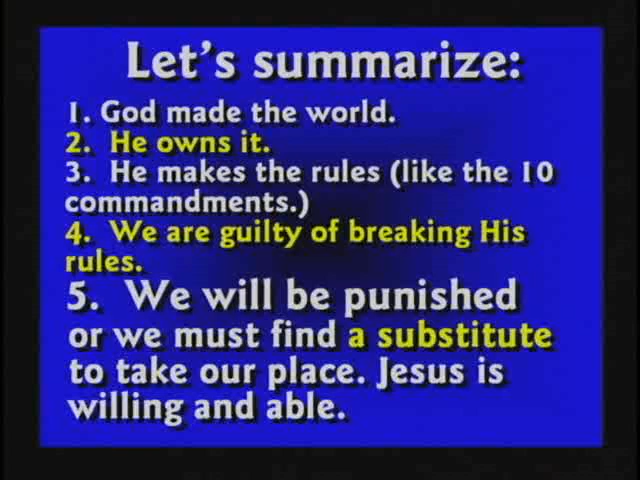 Let's summarize:
1. God made the world.
2. He owns it.
3. He makes the rules (like the 10
commandments.)
4. We are guilty of breaking His
rules.
5. We will be punished
or we must find a substitute
to take our place. Jesus is
willing and able.